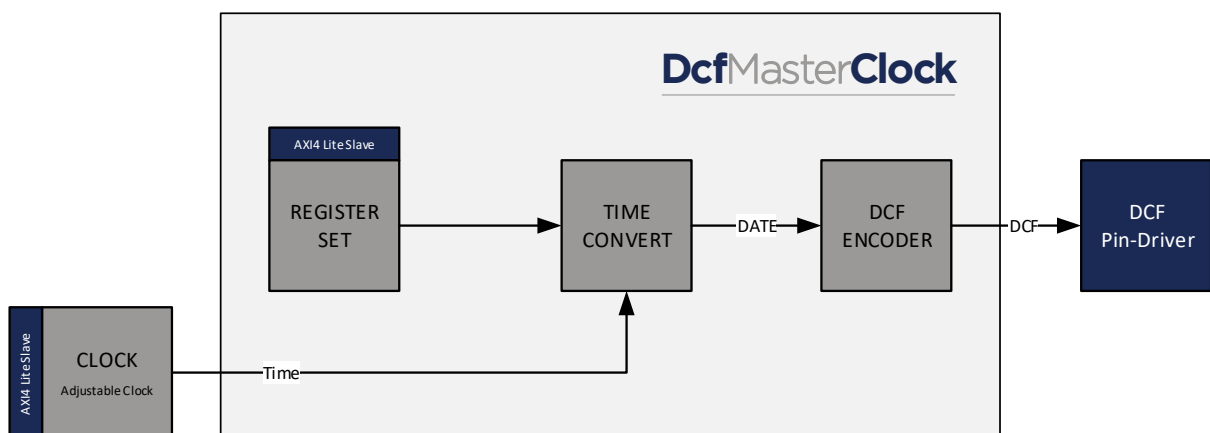 DcfMasterClock
AXI4 Lite Slave
REGISTER
SET
TIME
CONVERT
DATE
DCF
ENCODER
DCF
DCF
Pin-Driver
AXI4 Lite Slave
CLOCK
Adjustable Clock
Time